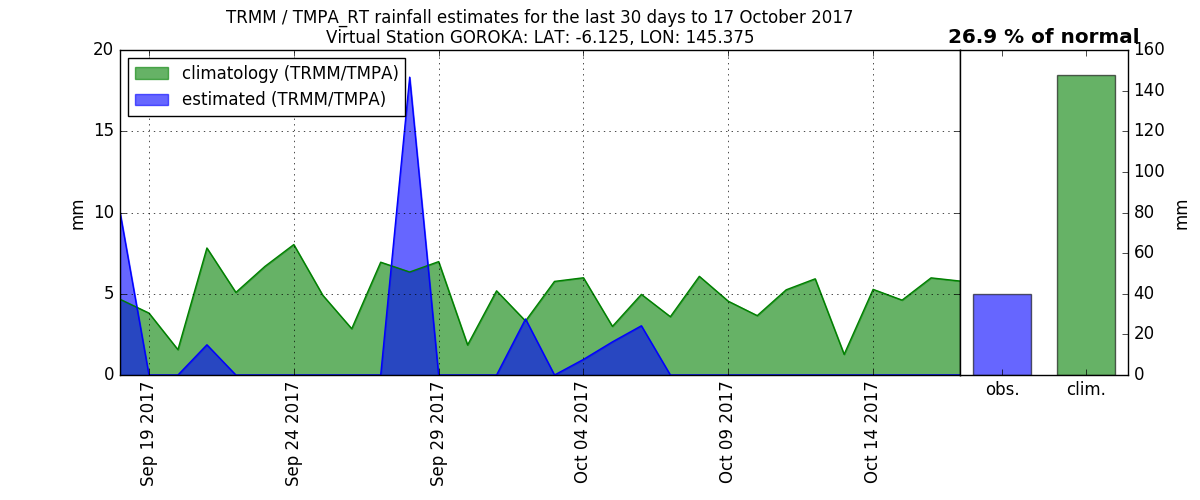 TRMM / TMPA_RT rainfall estimates for the last 30 days to 17 October 2017
Virtual Station GOROKA: LAT: -6.125, LON: 145.375
26.9 % of normal
climatology (TRMM/TMPA)
estimated (TRMM/TMPA)
20
15
10
5
0
mm
Sep 19 2017
Sep 24 2017
Sep 29 2017
Oct 04 2017
Oct 09 2017
Oct 14 2017
obs.
clim.
160
140
120
100
80
60
40
20
0
mm